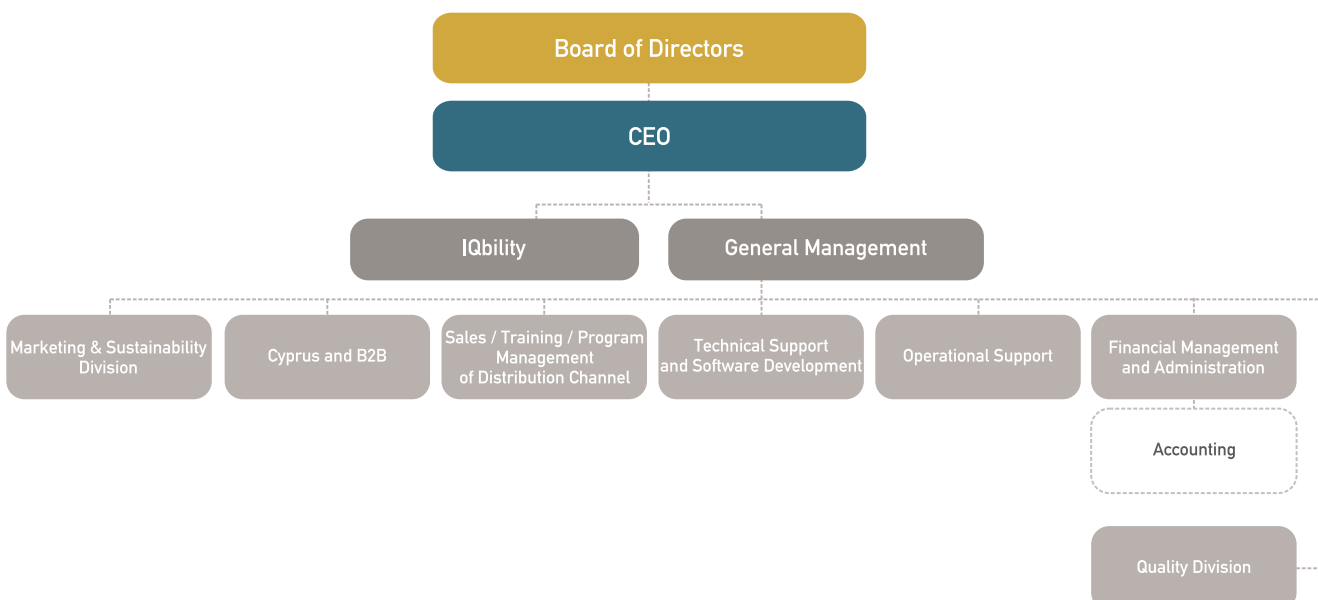 Board of Directors
CEO
IQbility
General Management
Marketing & Sustainability
Division
Cyprus and B2B
Sales / Training / Program
Management
of Distribution Channel
Technical Support
and Software Development
Operational Support
Financial Management
and Administration
Accounting
Quality Division